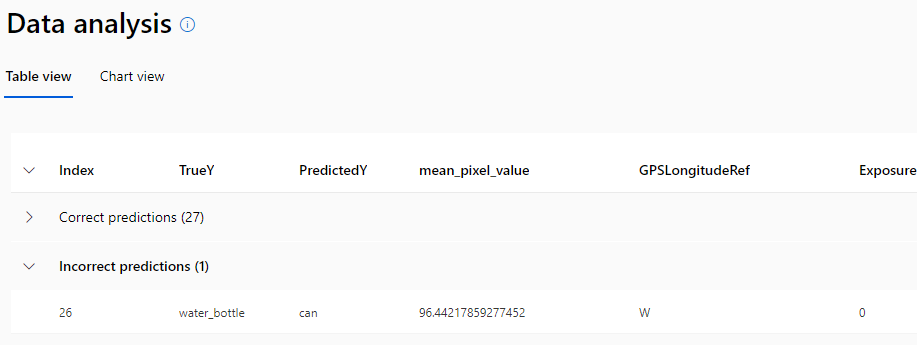 Data analysis
Table view Chart view
Index TrueY PredictedY mean_pixel_value GPSLongitudeRef Exposure
Correct predictions (27)
Incorrect predictions (1)
26 water_bottle can 96.44217859277452 W 0